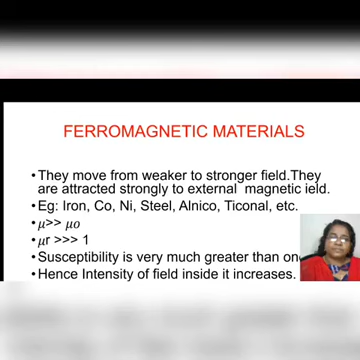 FERROMAGNETIC MATERIALS
• They move from weaker to stronger field.They
are attracted strongly to external magnetic ield.
• Eg: Iron, Co, Ni, Steel, Alnico, Ticonal, etc.
• μ>> μo
• μr >>> 1
• Susceptibility is very much greater than
• Hence Intensity of field inside it increases.